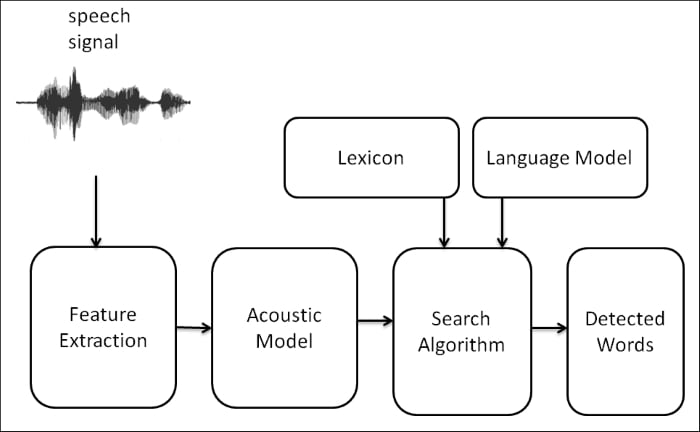 speech
signal
Lexicon
Language Model
Feature
Extraction
Acoustic
Model
Search
Algorithm
Detected
Words